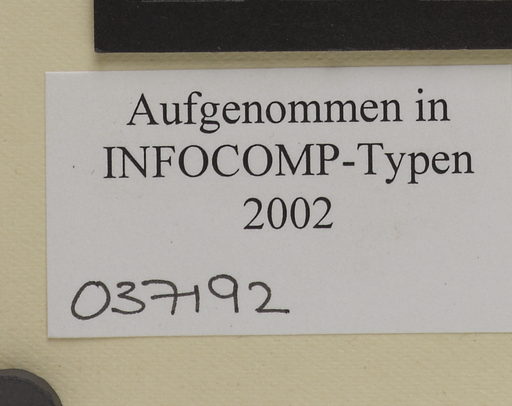 Aufgenommen in
INFOCOMP-Typen
2002
037192